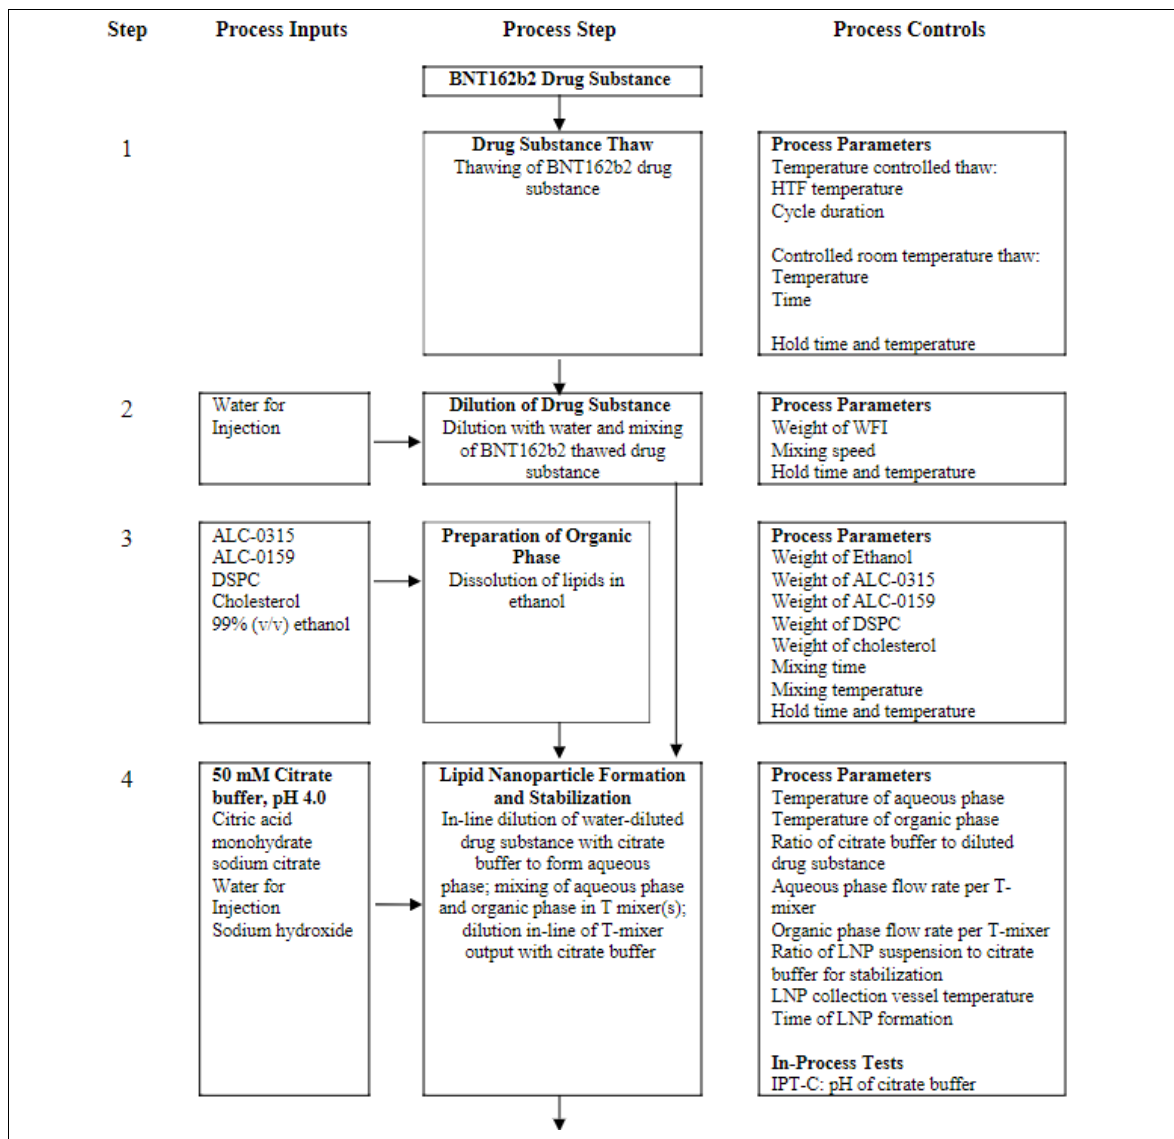 Step Process Inputs Process Step Process Controls
BNT162b2 Drug Substance
1
Drug Substance Thaw
Thawing of BNT162b2 drug
substance
Process Parameters
Temperature controlled thaw:
HTF temperature
Cycle duration
Controlled room temperature thaw:
Temperature
Time
Hold time and temperature
2
Water for
Injection
Dilution of Drug Substance
Dilution with water and mixing
of BNT162b2 thawed drug
substance
Process Parameters
Weight of WFI
Mixing speed
Hold time and temperature
3
ALC-0315
ALC-0159
DSPC
Cholesterol
99% (v/v) ethanol
Preparation of Organic
Phase
Dissolution of lipids in
ethanol
Process Parameters
Weight of Ethanol
Weight of ALC-0315
Weight of ALC-0159
Weight of DSPC
Weight of cholesterol
Mixing time
Mixing temperature
Hold time and temperature
4
50 mM Citrate
buffer, pH 4.0
Citric acid
monohydrate
sodium citrate
Water for
Injection
Sodium hydroxide
Lipid Nanoparticle Formation
and Stabilization
In-line dilution of water-diluted
drug substance with citrate
buffer to form aqueous
phase; mixing of aqueous phase
and organic phase in T mixer(s);
dilution in-line of T-mixer
output with citrate buffer
Process Parameters
Temperature of aqueous phase
Temperature of organic phase
Ratio of citrate buffer to diluted
drug substance
Aqueous phase flow rate per T-
mixer
Organic phase flow rate per T-mixer
Ratio of LNP suspension to citrate
buffer for stabilization
LNP collection vessel temperature
Time of LNP formation
In-Process Tests
IPT-C: pH of citrate buffer